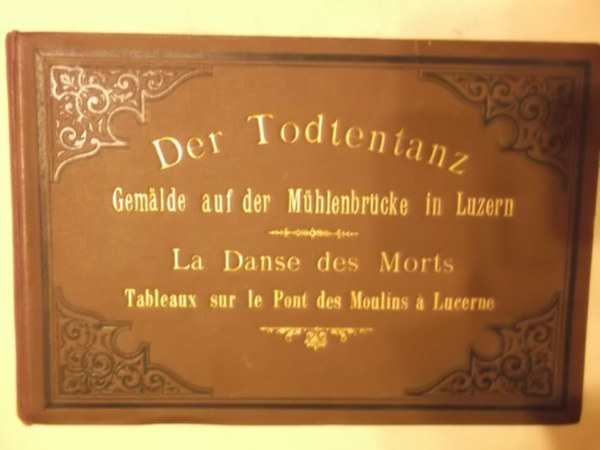 Der Todtentanz
Gemälde auf der Mühlenbrücke in Luzern
La Danse des Morts
Tableaux sur le Pont des Moulins à Lucerne